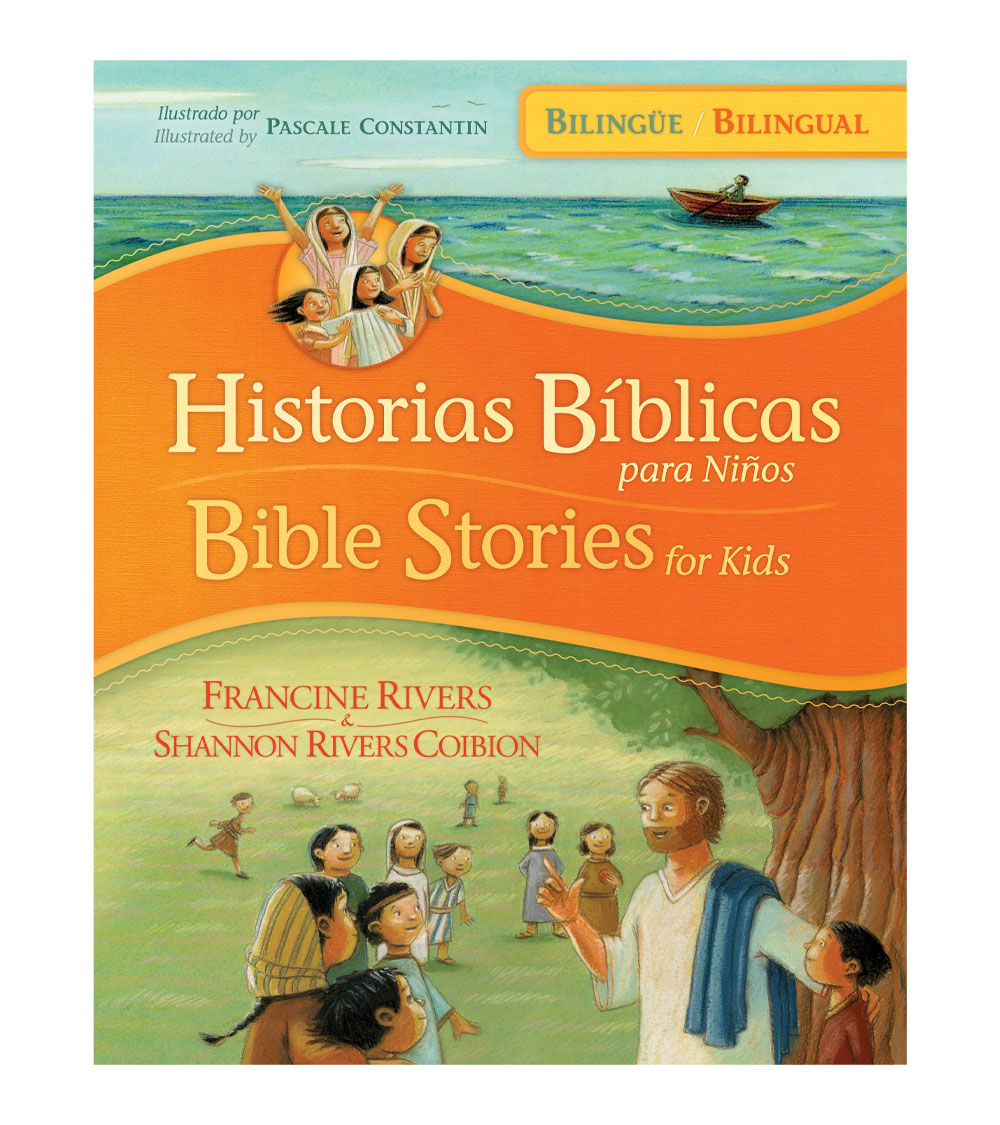 Ilustrado por
Illustrated by
PASCALE CONSTANTIN
BILINGÜE / BILINGUAL
Historias Bíblicas
para Niños
Bible Stories for Kids
FRANCINE RIVERS
&
SHANNON RIVERS COIBION